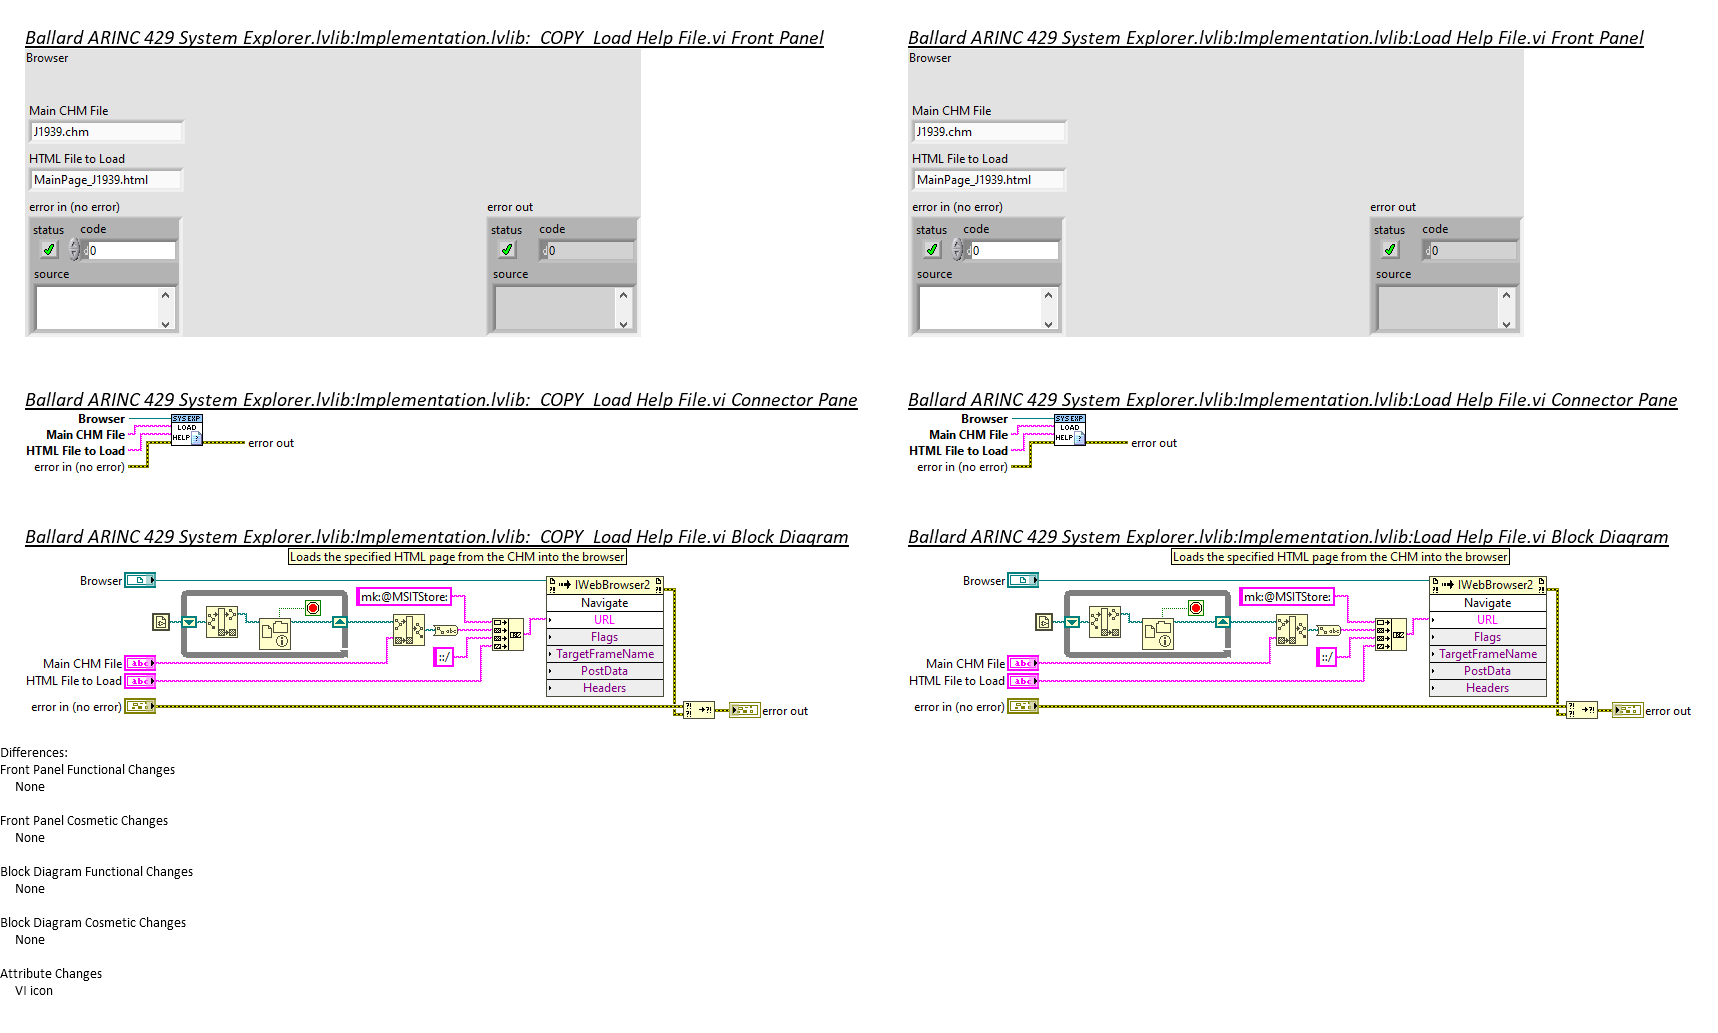 Ballard ARINC 429 System Explorer.lvlib:Implementation.lvlib:  COPY  Load Help File.vi Front Panel
Browser
Main CHM File
J1939.chm
HTML File to Load
MainPage_J1939.html
error in (no error)
status code
0
source
error out
status code
0
source
Ballard ARINC 429 System Explorer.lvlib:Implementation.lvlib:Load Help File.vi Front Panel
Browser
Main CHM File
J1939.chm
HTML File to Load
MainPage_J1939.html
error in (no error)
status code
0
source
error out
status code
0
source
Ballard ARINC 429 System Explorer.lvlib:Implementation.lvlib:  COPY  Load Help File.vi Connector Pane
Browser
Main CHM File
HTML File to Load
error in (no error)
SYS EXP
LOAD
HELP ?
error out
Ballard ARINC 429 System Explorer.lvlib:Implementation.lvlib:Load Help File.vi Connector Pane
Browser
Main CHM File
HTML File to Load
error in (no error)
SYS EXP
LOAD
HELP ?
error out
Ballard ARINC 429 System Explorer.lvlib:Implementation.lvlib:  COPY  Load Help File.vi Block Diagram
Loads the specified HTML page from the CHM into the browser
Browser
mk:@MSITStore:
abc
::/
IWebBrowser2
Navigate
URL
Flags
TargetFrameName
PostData
Headers
Main CHM File abc
HTML File to Load abc
error in (no error)
error out
Ballard ARINC 429 System Explorer.lvlib:Implementation.lvlib:Load Help File.vi Block Diagram
Loads the specified HTML page from the CHM into the browser
Browser
mk:@MSITStore:
abc
::/
IWebBrowser2
Navigate
URL
Flags
TargetFrameName
PostData
Headers
Main CHM File abc
HTML File to Load abc
error in (no error)
error out
Differences:
Front Panel Functional Changes
None
Front Panel Cosmetic Changes
None
Block Diagram Functional Changes
None
Block Diagram Cosmetic Changes
None
Attribute Changes
VI icon